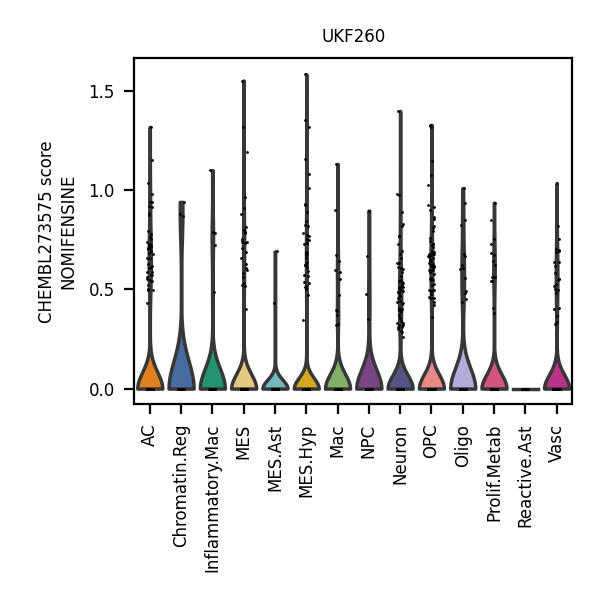 UKF260
CHEMBL273575 score
NOMIFENSINE
1.5
1.0
0.5
0.0
AC
Chromatin.Reg
Inflammatory.Mac
MES
MES.Ast
MES.Hyp
Mac
NPC
Neuron
OPC
Oligo
Prolif.Metab
Reactive.Ast
Vasc